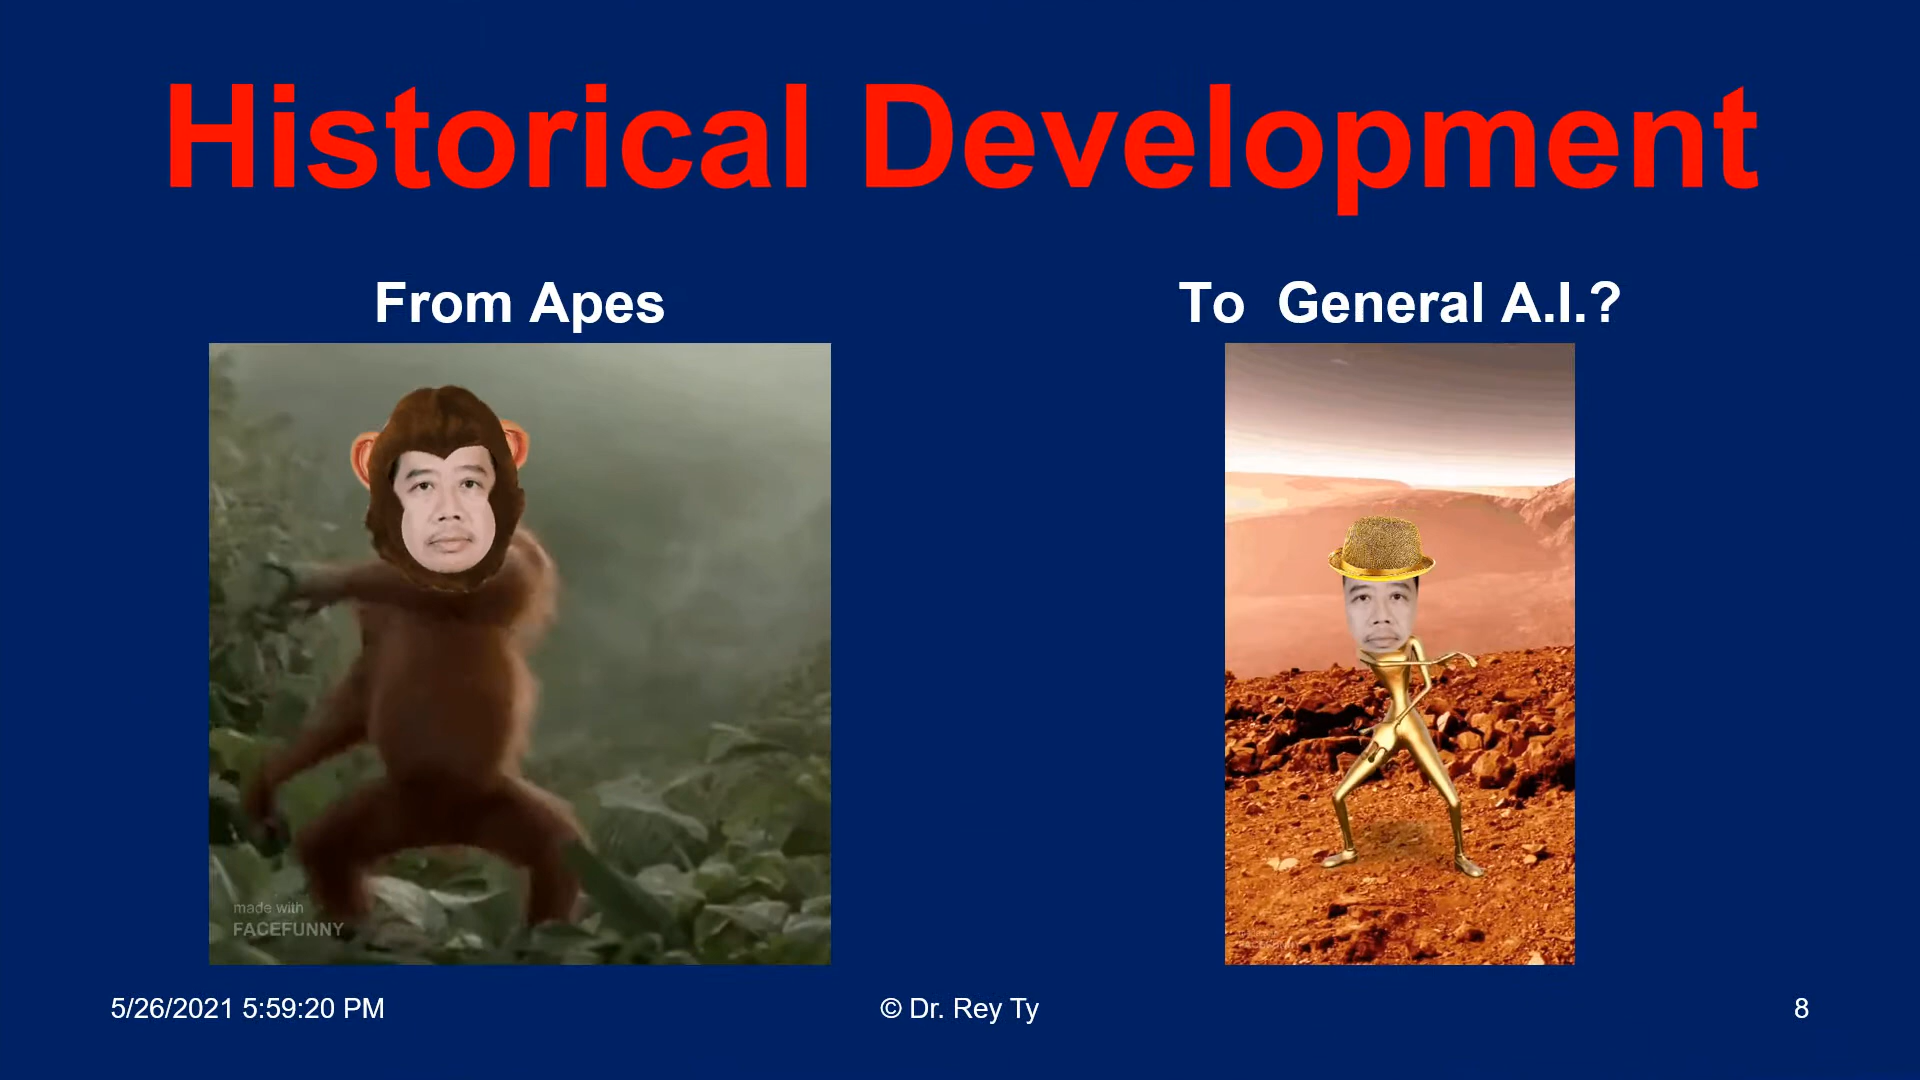 Historical Development
From Apes
To General A.I.?
made with
FACEFUNNY
5/26/2021 5:59:20 PM
© Dr. Rey Ty
8